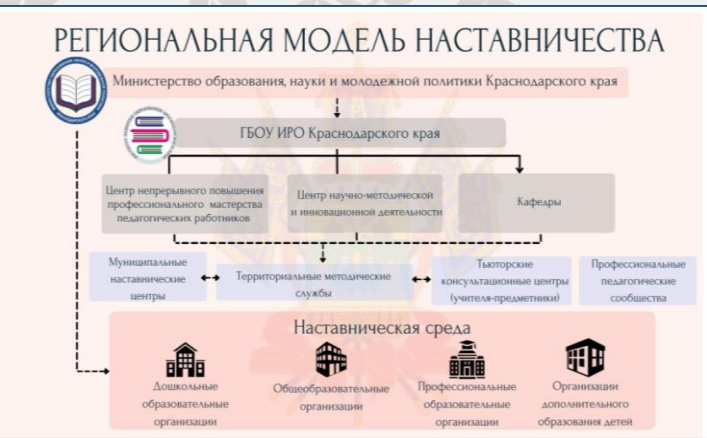 РЕГИОНАЛЬНАЯ МОДЕЛЬ НАСТАВНИЧЕСТВА
Министерство образования, науки и молодежной политики Краснодарского края
ГБОУ ИРО Краснодарского края
Центр непрерывного повышения
профессионального мастерства
педагогических работников
Центр научно-методической
и инновационной деятельности
Кафедры
Муниципальные
наставнические
центры
Территориальные методические
службы
Тьюторские
консультационные центры
(учителя-предметники)
Профессиональные
педагогические
сообщества
Наставническая среда
Дошкольные
образовательные
организации
Общеобразовательные
организации
Профессиональные
образовательные
организации
Организации
дополнительного
образования детей